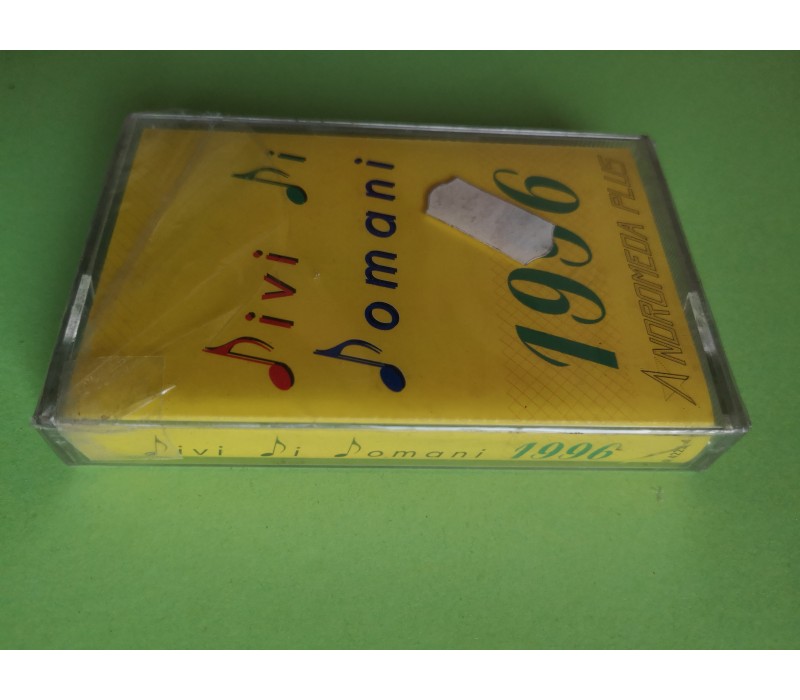 Divi Di
Domani
1996
ANDROMEDA PLUS
Divi Di Domani 1996